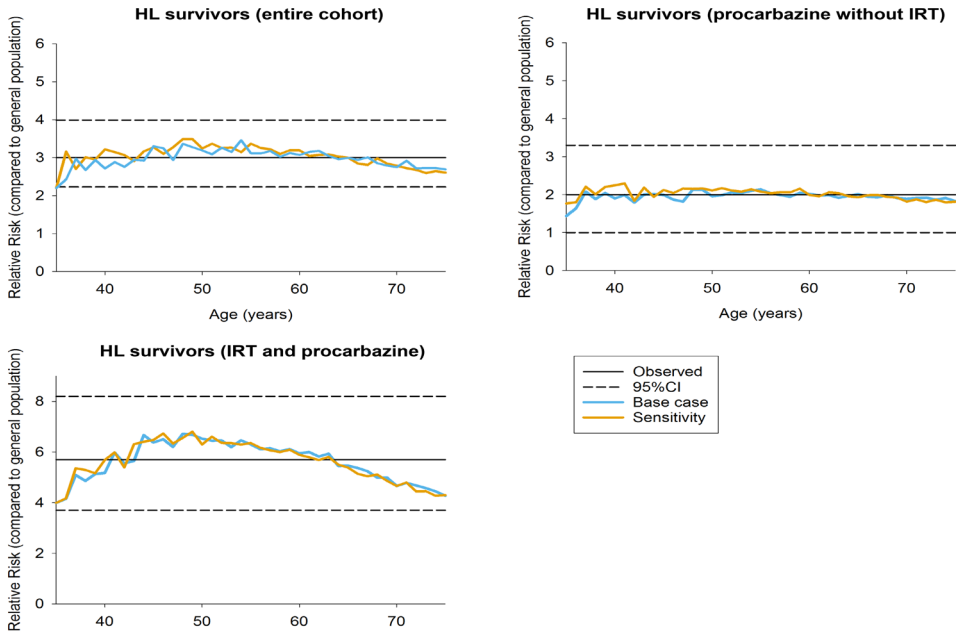 HL survivors (entire cohort)
Relative Risk (compared to general population)
6
5
4
3
2
1
0
40
50
60
70
Age (years)
HL survivors (procarbazine without IRT)
Relative Risk (compared to general population)
6
5
4
3
2
1
0
40
50
60
70
Age (years)
HL survivors (IRT and procarbazine)
Relative Risk (compared to general population)
8
6
4
2
0
40
50
60
70
Observed
95%CI
Base case
Sensitivity